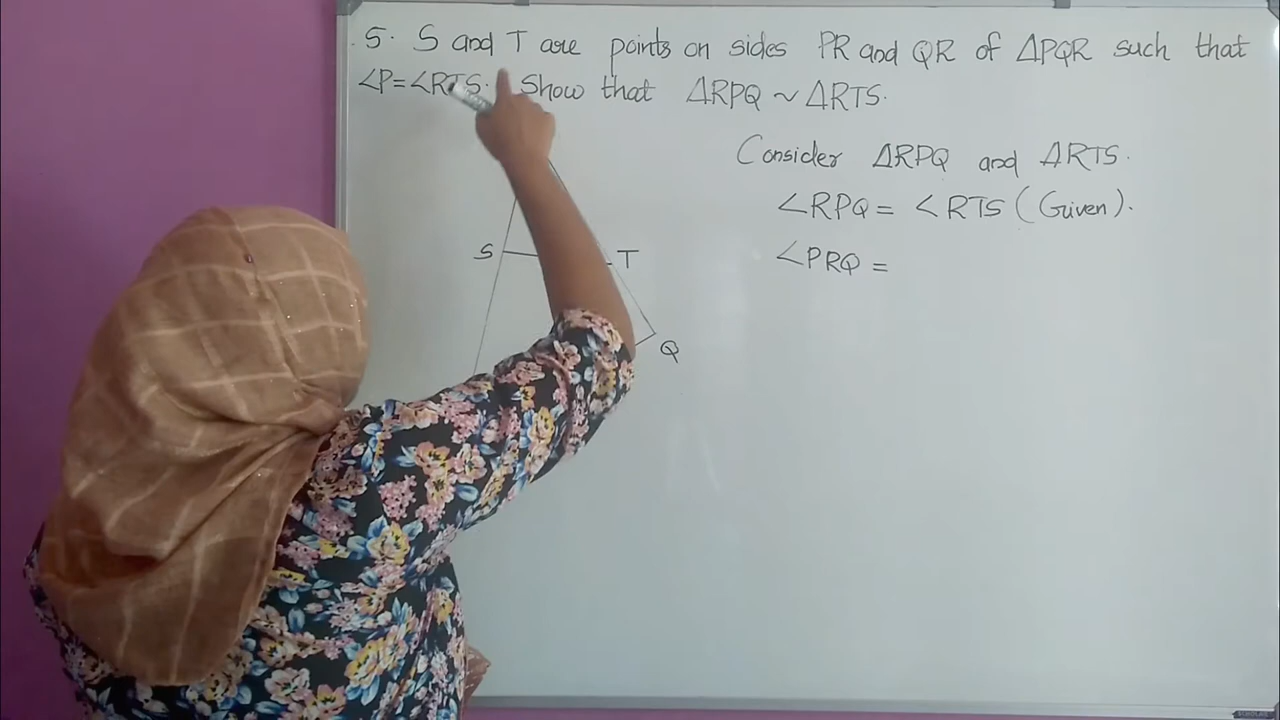 5. S and T are points on sides PR and QR of ΔPQR such that
∠P=∠RTS. Show that ΔRPQ ~ ΔRTS.
Consider ΔRPQ and ΔRTS.
∠RPQ = ∠RTS (Given).
∠PRQ =
S
T
Q